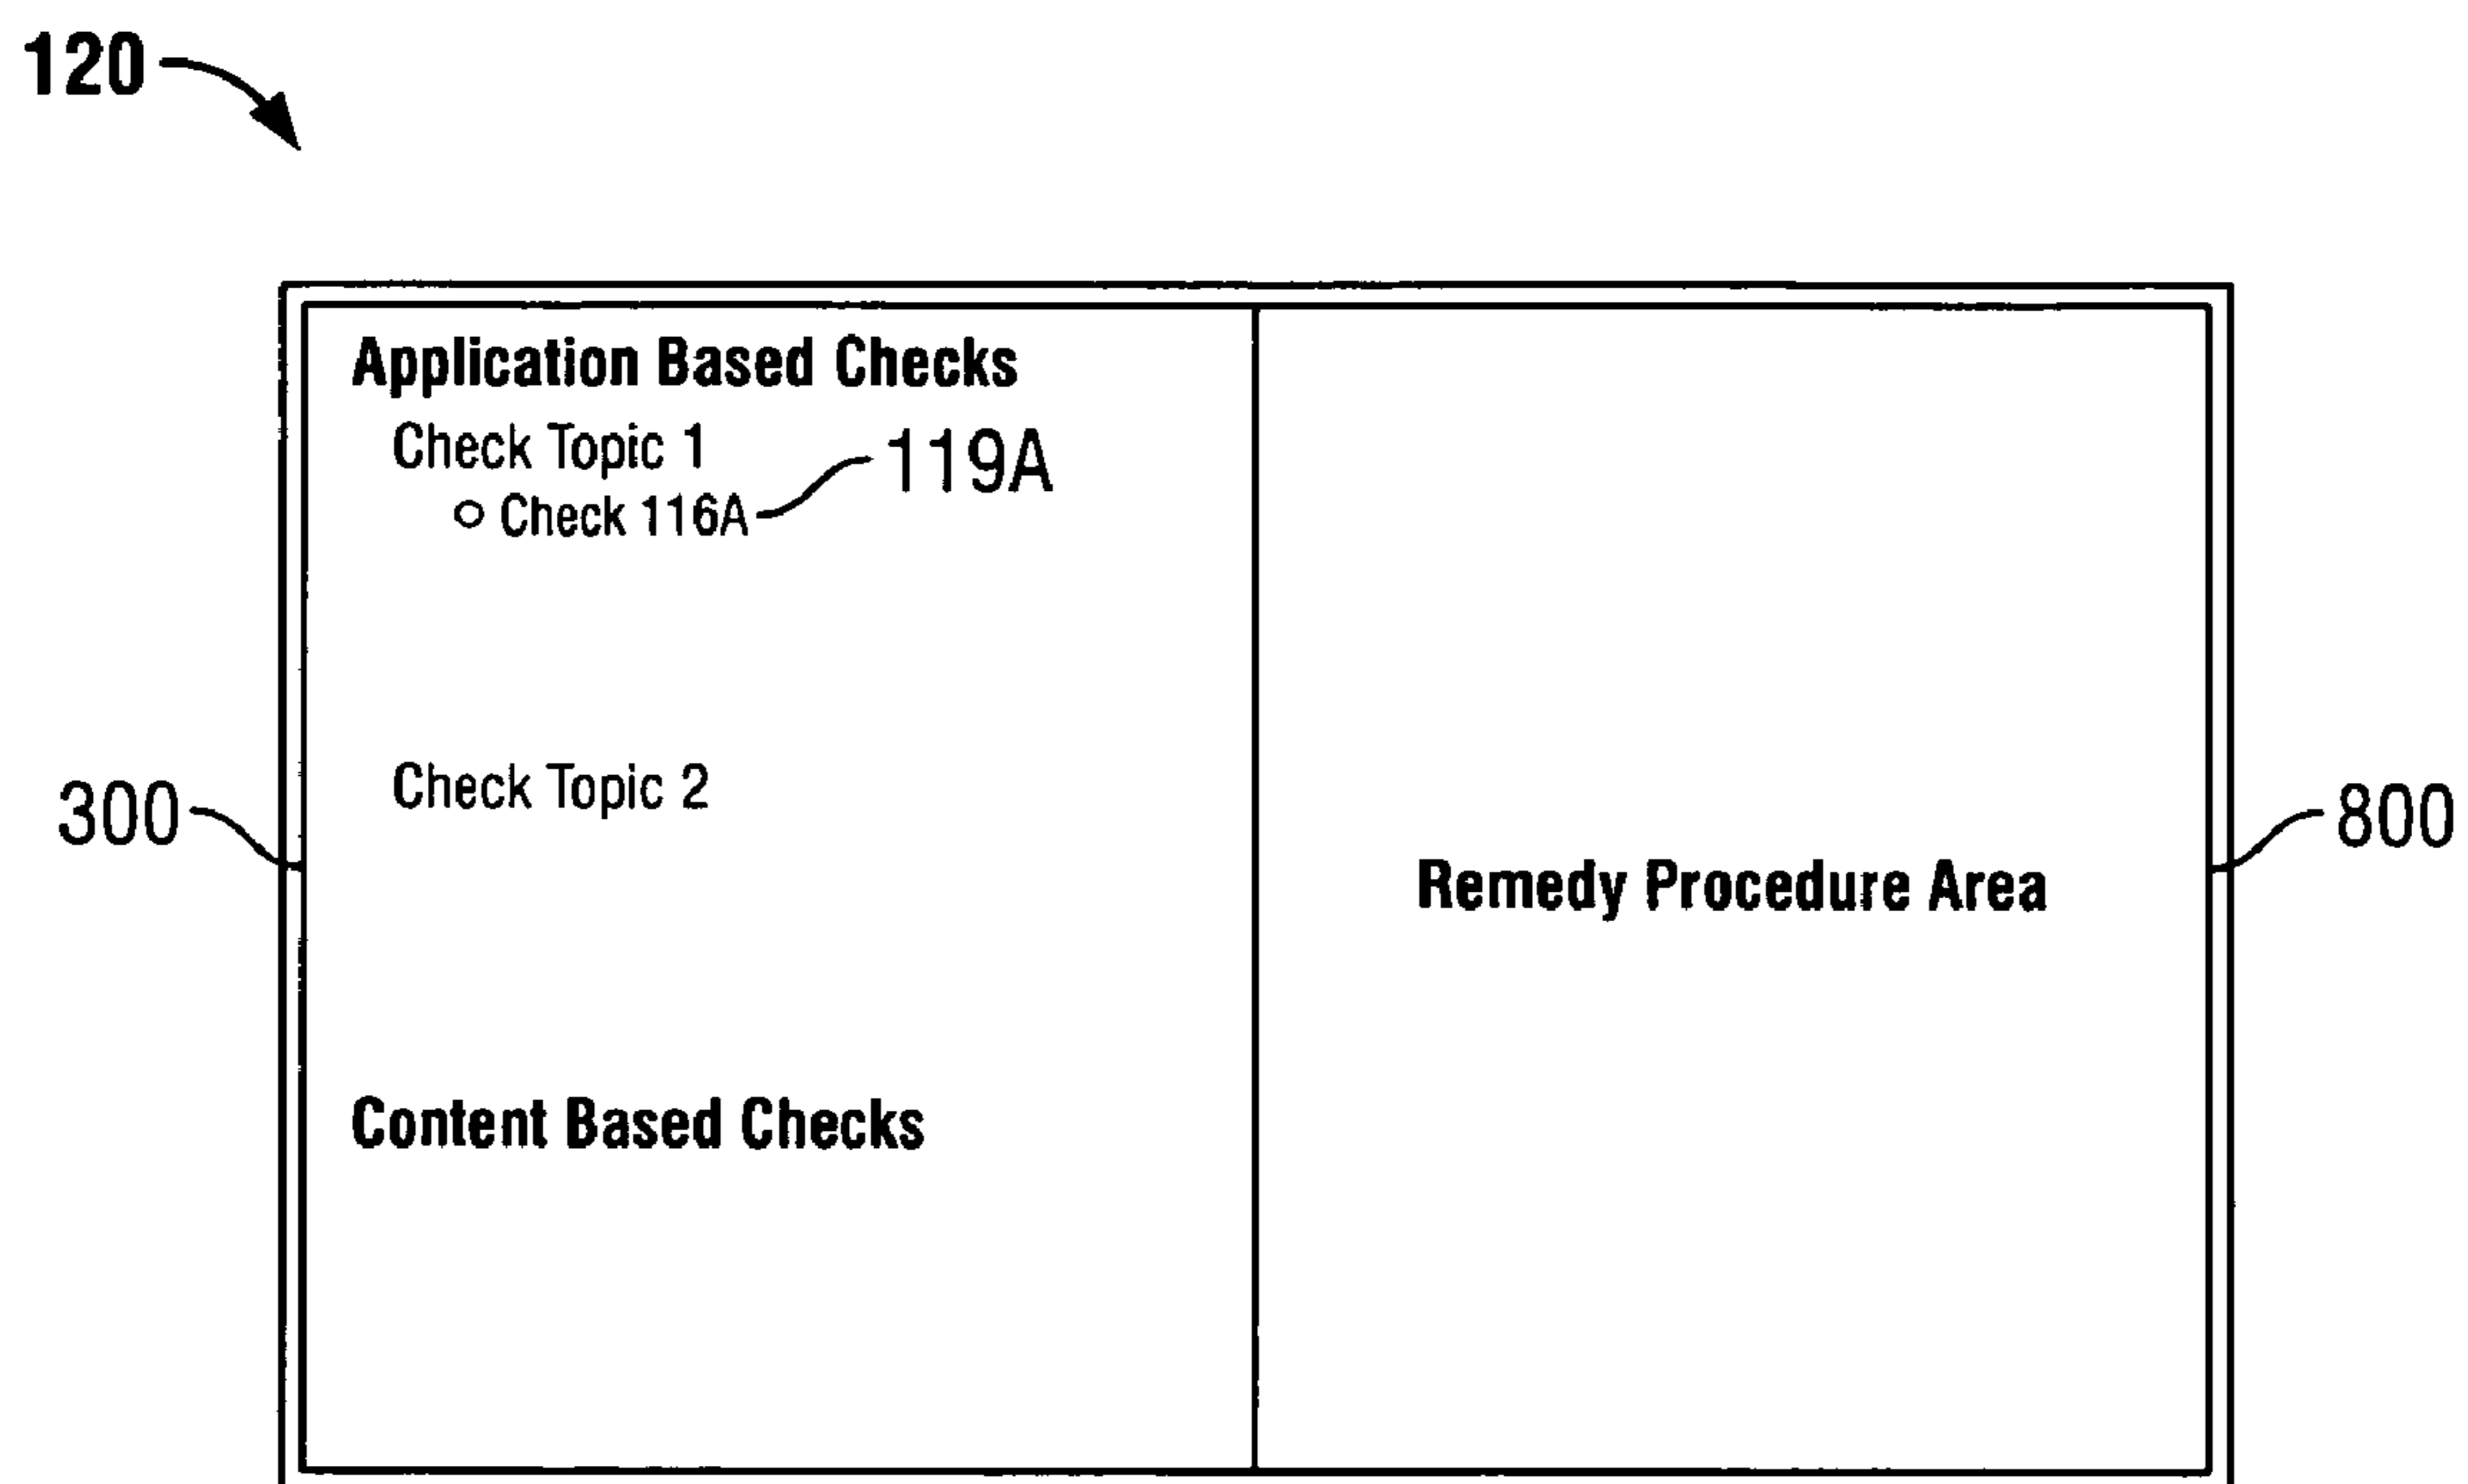 120
Application Based Checks
Check Topic 1
119A
Check 116A
Check Topic 2
300
800
Remedy Procedure Area
Content Based Checks